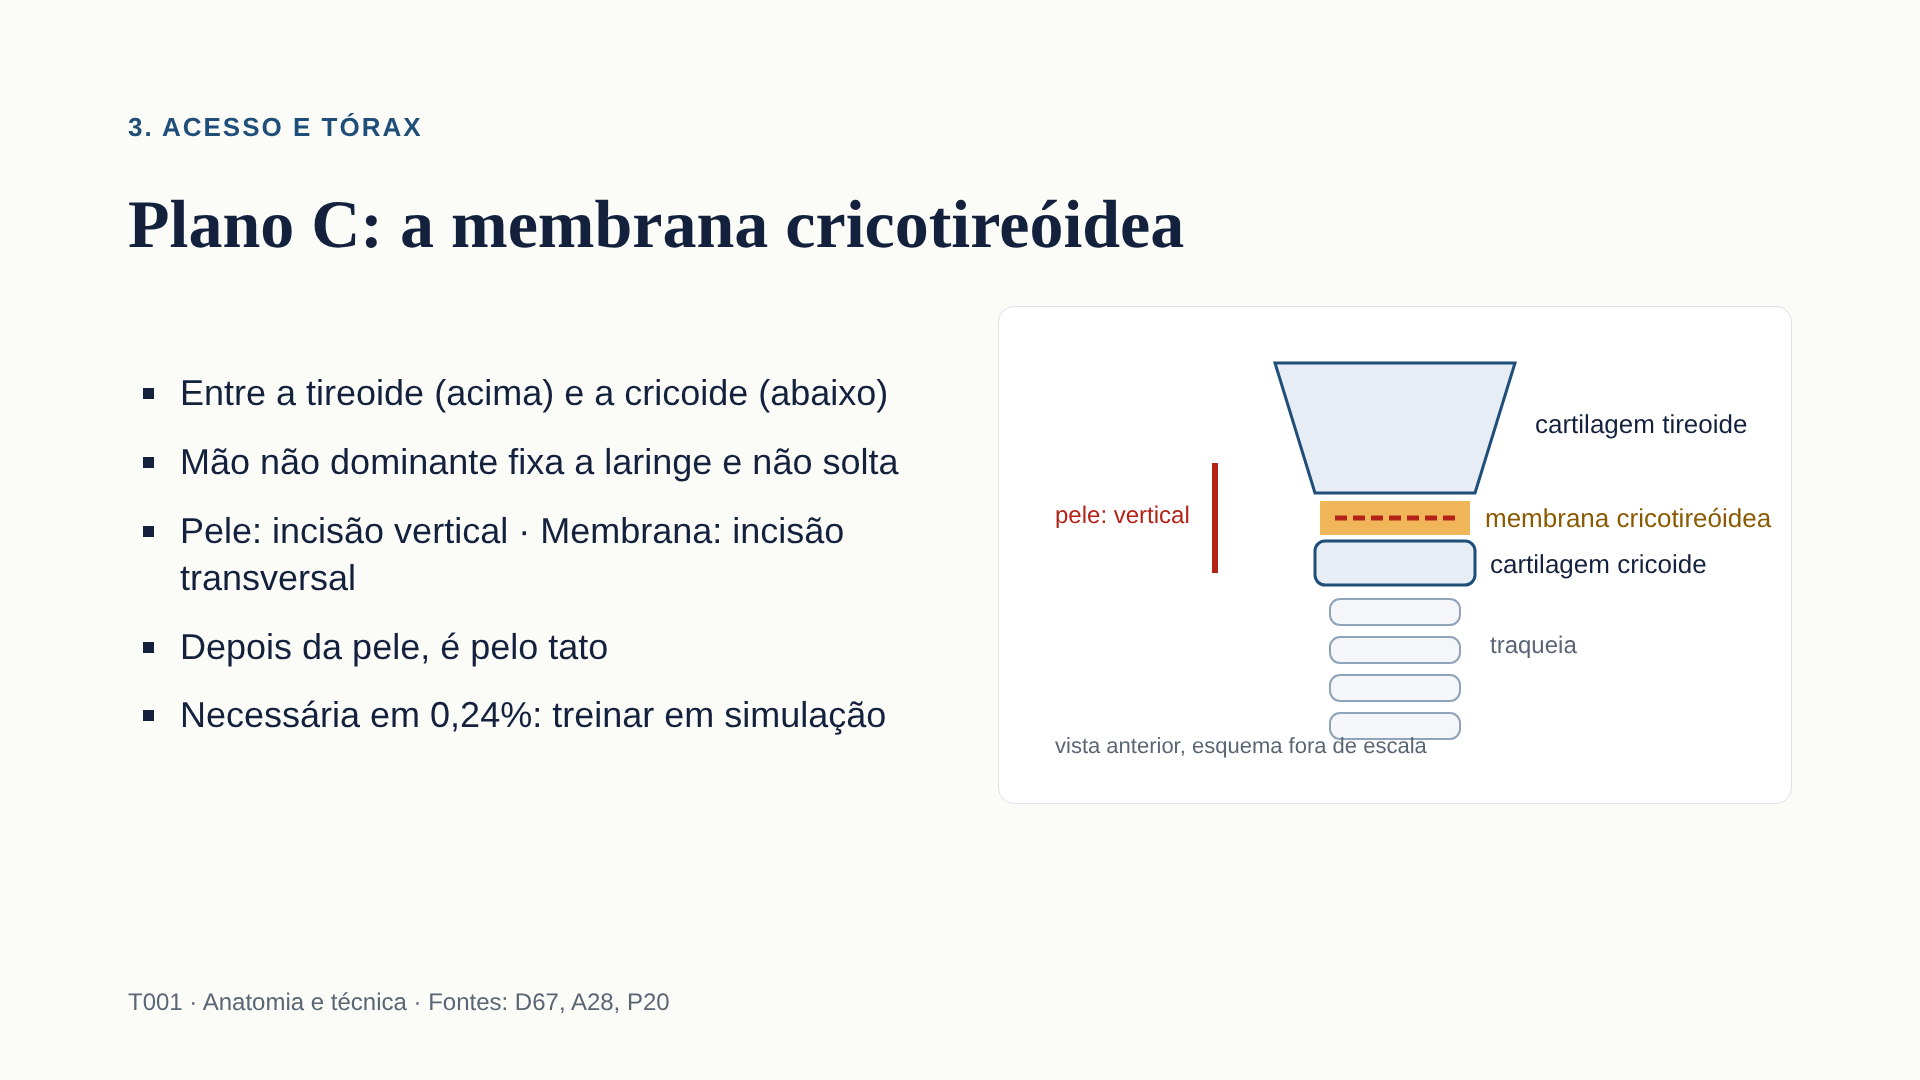 3. ACESSO E TÓRAX
Plano C: a membrana cricotireóidea
Entre a tireoide (acima) e a cricoide (abaixo)
Mão não dominante fixa a laringe e não solta
Pele: incisão vertical · Membrana: incisão
transversal
Depois da pele, é pelo tato
Necessária em 0,24%: treinar em simulação
cartilagem tireoide
pele: vertical
membrana cricotireóidea
cartilagem cricoide
traqueia
vista anterior, esquema fora de escala
T001 · Anatomia e técnica · Fontes: D67, A28, P20